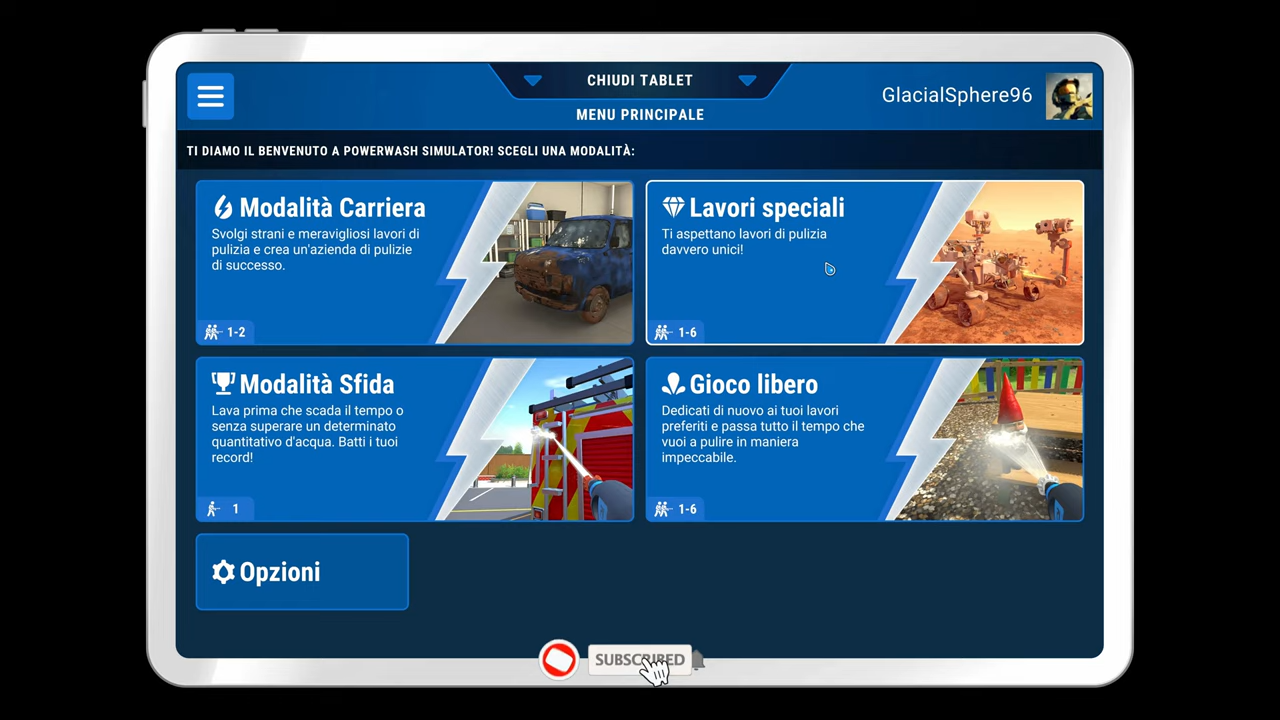 CHIUDI TABLET
GlacialSphere96
MENU PRINCIPALE
TI DIAMO IL BENVENUTO A POWERWASH SIMULATOR! SCEGLI UNA MODALITÀ:
Modalità Carriera
Svolgi strani e meravigliosi lavori di
pulizia e crea un'azienda di pulizie
di successo.
1-2
Lavori speciali
Ti aspettano lavori di pulizia
davvero unici!
1-6
Modalità Sfida
Lava prima che scada il tempo o
senza superare un determinato
quantitativo d'acqua. Batti i tuoi
record!
1
Gioco libero
Dedicati di nuovo ai tuoi lavori
preferiti e passa tutto il tempo che
vuoi a pulire in maniera
impeccabile.
1-6
Opzioni
SUBSCRIBED